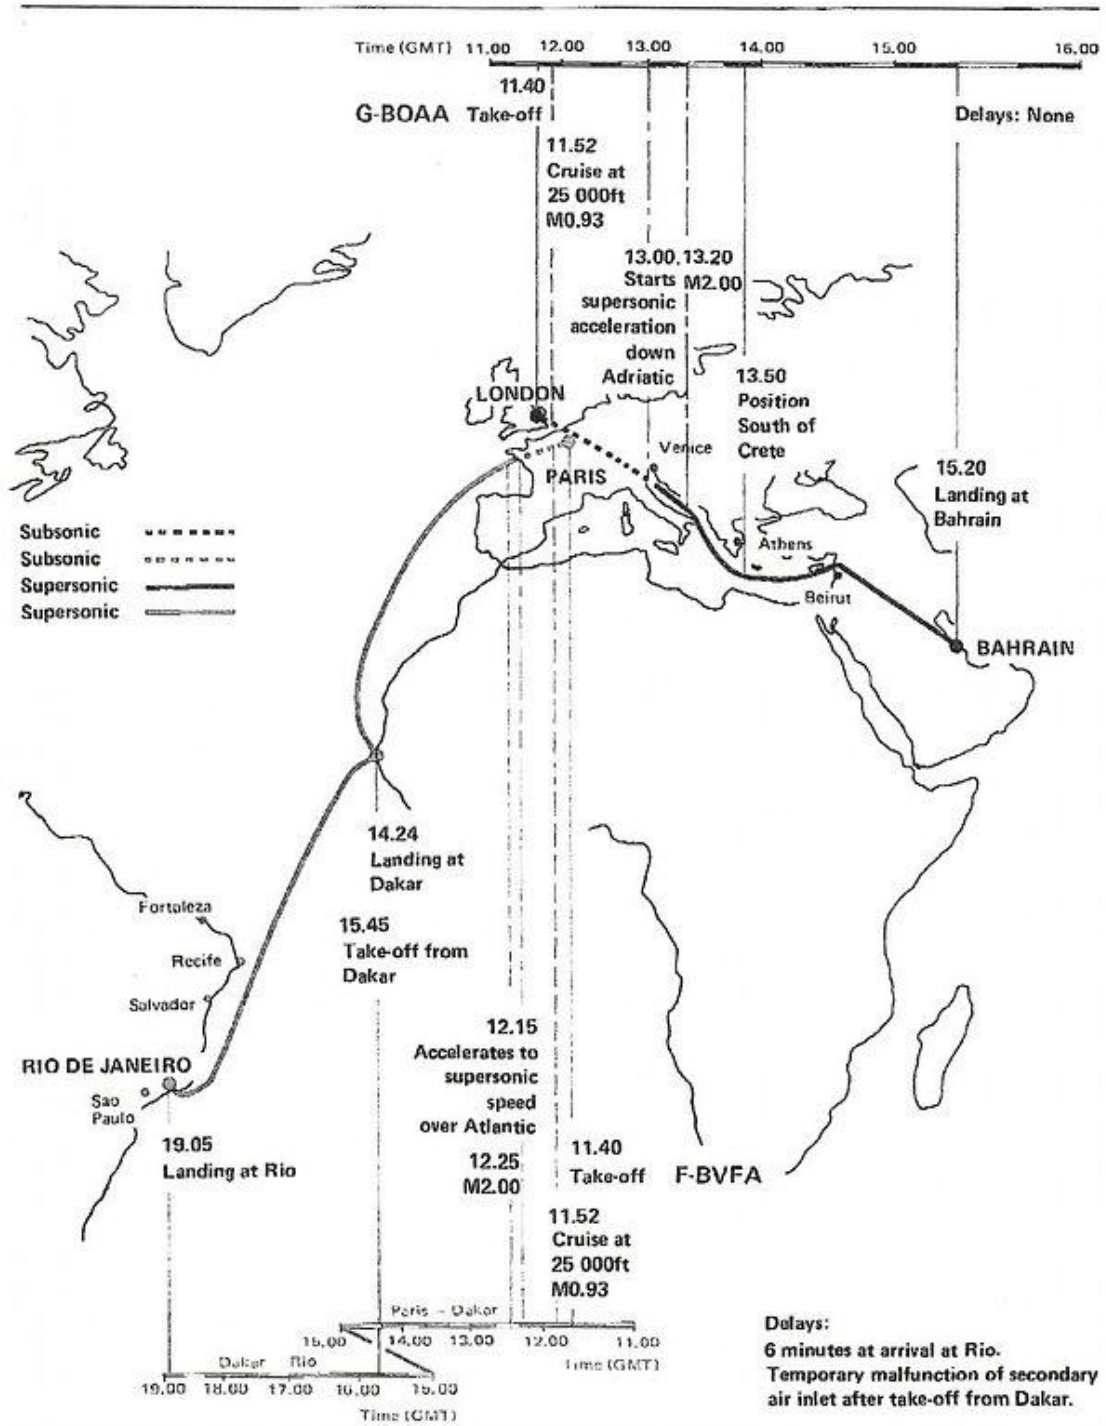 Time (GMT) 11.00 12.00 13.00 14.00 15.00 16.00
11.40
G-BOAA Take-off
Delays: None
11.52
Cruise at
25 000ft
M0.93
13.00
Starts
supersonic
acceleration
down
Adriatic
13.20
M2.00
13.50
Position
South of
Crete
15.20
Landing at
Bahrain
LONDON
PARIS
Venice
Athens
Beirut
BAHRAIN
Subsonic
Subsonic
Supersonic
Supersonic
14.24
Landing at
Dakar
15.45
Take-off from
Dakar
Fortaleza
Recife
Salvador
RIO DE JANEIRO
Sao
Paulo
19.05
Landing at Rio
12.15
Accelerates to
supersonic
speed
over Atlantic
12.25
M2.00
11.40
Take-off F-BVFA
11.52
Cruise at
25 000ft
M0.93
Paris - Dakar
15.00 14.00 13.00 12.00 11.00
Time (GMT)
Dakar Rio
19.00 18.00 17.00 16.00 15.00
Time (GMT)
Delays:
6 minutes at arrival at Rio.
Temporary malfunction of secondary
air inlet after take-off from Dakar.